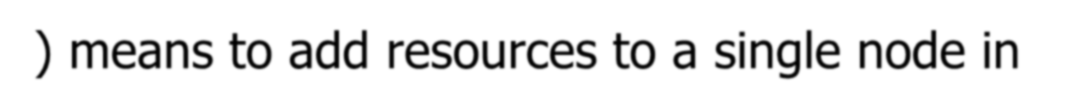 ) means to add resources to a single node in